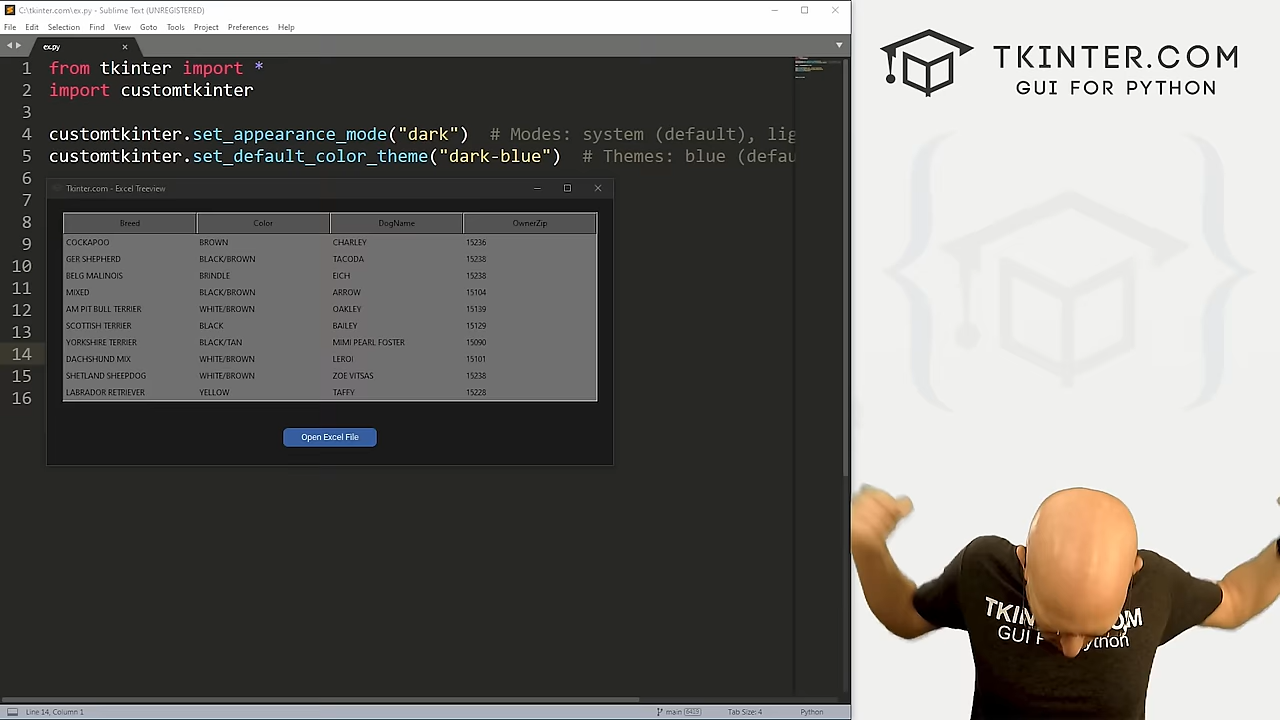 C:\tkinter.com\ex.py - Sublime Text (UNREGISTERED)
File Edit Selection Find View Goto Tools Project Preferences Help
ex.py
1 from tkinter import *
2 import customtkinter
3
4 customtkinter.set_appearance_mode("dark") # Modes: system (default), lig
5 customtkinter.set_default_color_theme("dark-blue") # Themes: blue (defau
6
7
8
9
10
11
12
13
14
15
16
Tkinter.com - Excel Treeview
Breed Color DogName OwnerZip
COCKAPOO BROWN CHARLEY 15236
GER SHEPHERD BLACK/BROWN TACODA 15238
BELG MALINOIS BRINDLE EICH 15238
MIXED BLACK/BROWN ARROW 15104
AM PIT BULL TERRIER WHITE/BROWN OAKLEY 15139
SCOTTISH TERRIER BLACK BAILEY 15129
YORKSHIRE TERRIER BLACK/TAN MIMI PEARL FOSTER 15090
DACHSHUND MIX WHITE/BROWN LEROI 15101
SHETLAND SHEEPDOG WHITE/BROWN ZOE VITSAS 15238
LABRADOR RETRIEVER YELLOW TAFFY 15228
Open Excel File
Line 14, Column 1 main 6419 Tab Size: 4 Python
TKINTER.COM
GUI FOR PYTHON